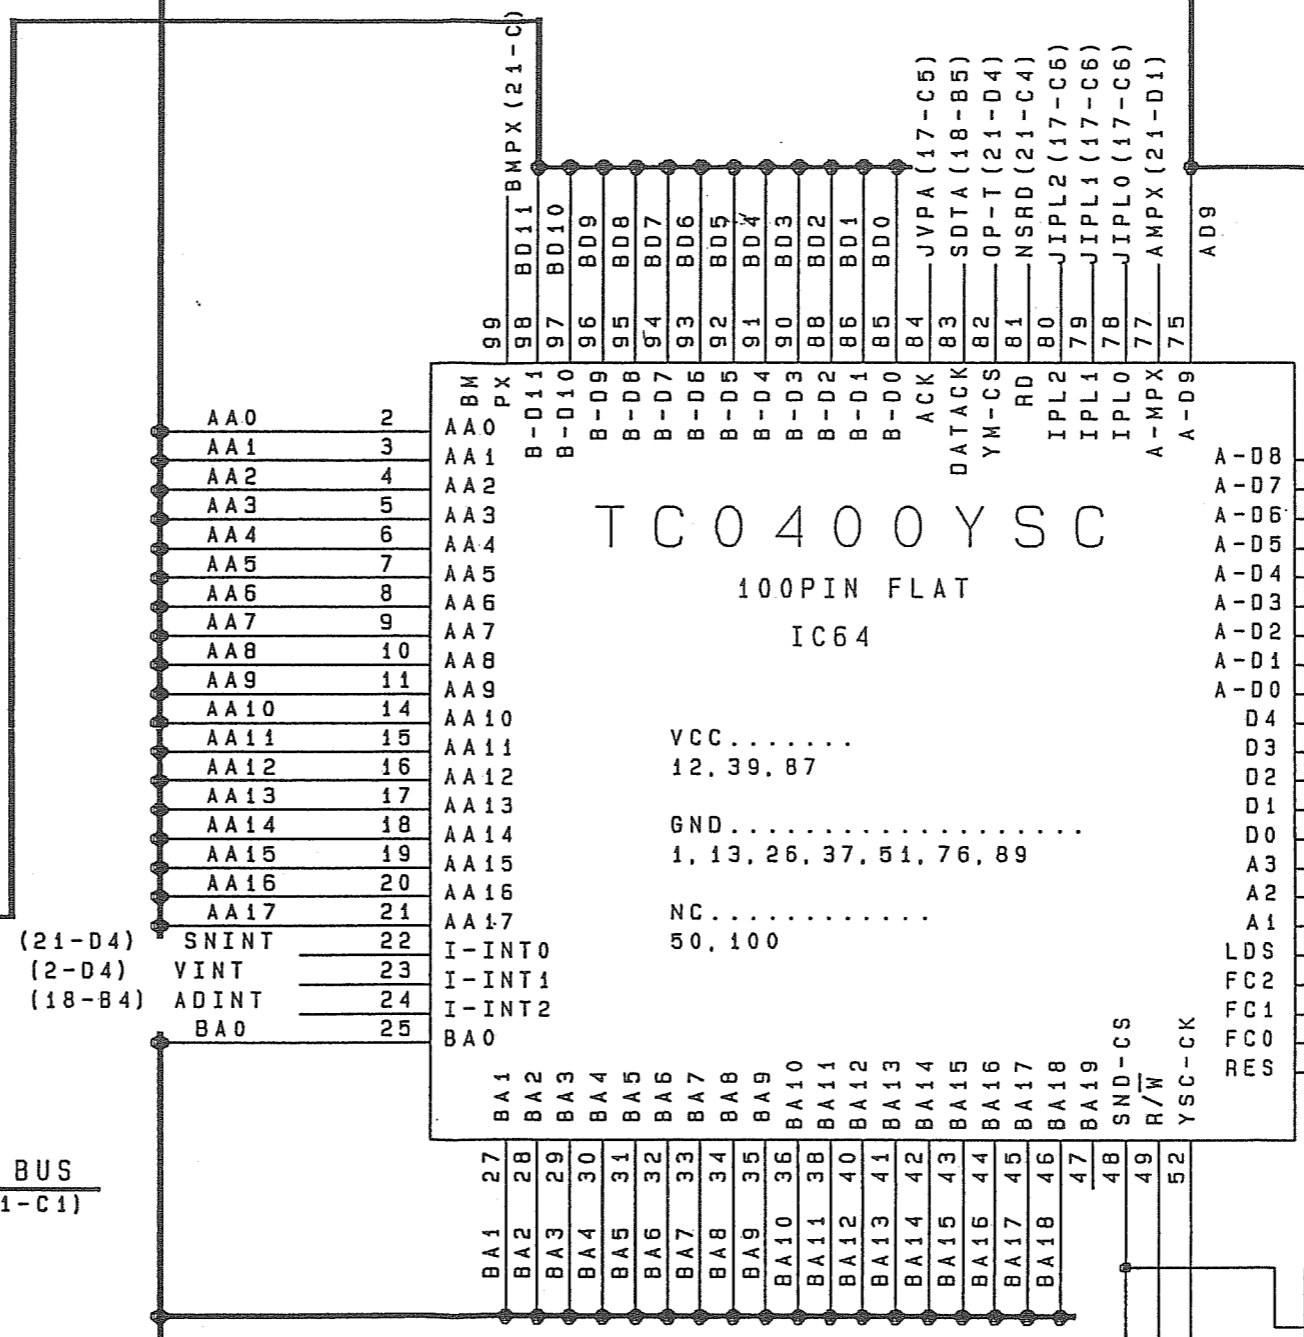 BMPX(21-C)
BD11
BD10
BD9
BD8
BD7
BD6
BD5
BD4
BD3
BD2
BD1
BD0
JVPA(17-C5)
SDTA(18-B5)
OP-T(21-D4)
NSRD(21-C4)
JIPL2(17-C6)
JIPL1(17-C6)
JIPL0(17-C6)
AMPX(21-D1)
AD9
99
98
97
96
95
94
93
92
91
90
88
86
85
84
83
82
81
80
79
78
77
75
BM
PX
B-D11
B-D10
B-D9
B-D8
B-D7
B-D6
B-D5
B-D4
B-D3
B-D2
B-D1
B-D0
ACK
DATACK
YM-CS
RD
IPL2
IPL1
IPL0
A-MPX
A-D9
AA0 2 AA0
AA1 3 AA1
AA2 4 AA2
AA3 5 AA3
AA4 6 AA4
AA5 7 AA5
AA6 8 AA6
AA7 9 AA7
AA8 10 AA8
AA9 11 AA9
AA10 14 AA10
AA11 15 AA11
AA12 16 AA12
AA13 17 AA13
AA14 18 AA14
AA15 19 AA15
AA16 20 AA16
AA17 21 AA17
(21-D4) SNINT 22 I-INT0
(2-D4) VINT 23 I-INT1
(18-B4) ADINT 24 I-INT2
BA0 25 BA0
TC0400YSC
100PIN FLAT
IC64
VCC.......
12,39,87
GND...................
1,13,26,37,51,76,89
NC............
50,100
A-D8
A-D7
A-D6
A-D5
A-D4
A-D3
A-D2
A-D1
A-D0
D4
D3
D2
D1
D0
A3
A2
A1
LDS
FC2
FC1
FC0
RES
BA1
BA2
BA3
BA4
BA5
BA6
BA7
BA8
BA9
BA10
BA11
BA12
BA13
BA14
BA15
BA16
BA17
BA18
BA19
SND-CS
R/W̅
YSC-CK
27
28
29
30
31
32
33
34
35
36
38
40
41
42
43
44
45
46
47
48
49
52
BA1
BA2
BA3
BA4
BA5
BA6
BA7
BA8
BA9
BA10
BA11
BA12
BA13
BA14
BA15
BA16
BA17
BA18
BUS
1-C1)